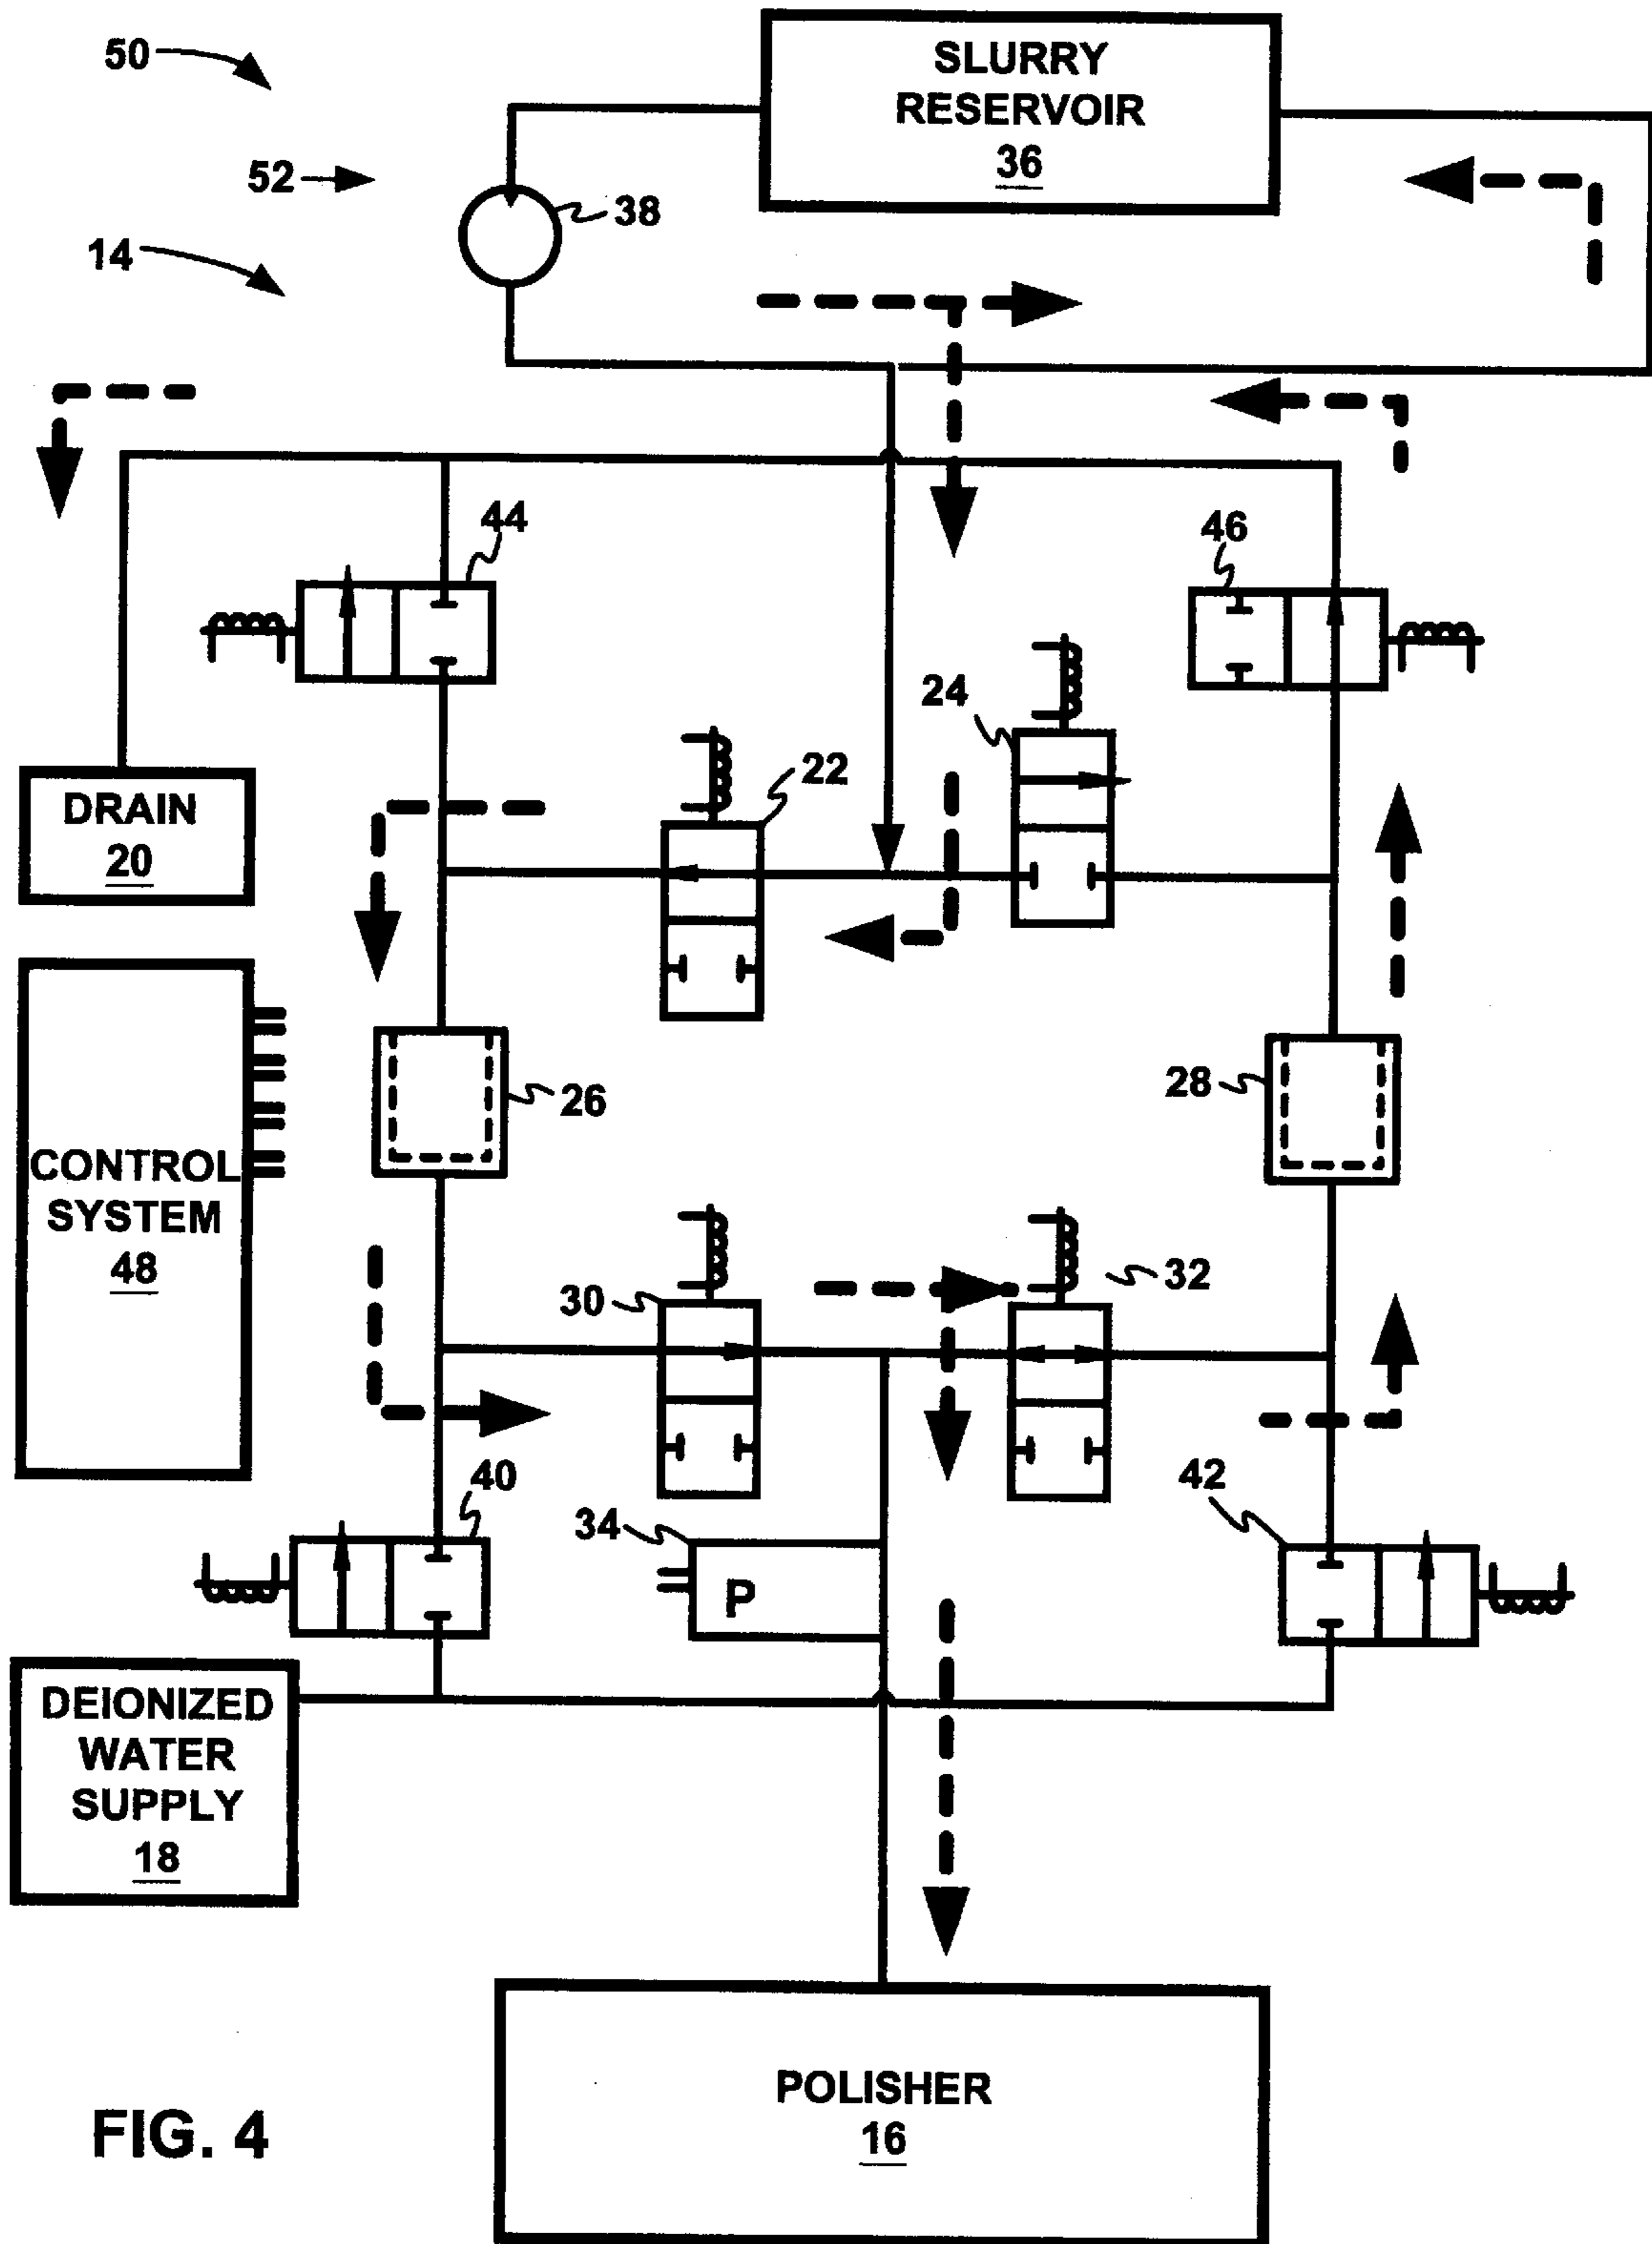 50
SLURRY
RESERVOIR
36
52
38
14
44
46
24
22
DRAIN
20
26
28
CONTROL
SYSTEM
48
30
32
40
42
34
P
DEIONIZED
WATER
SUPPLY
18
POLISHER
16
FIG. 4